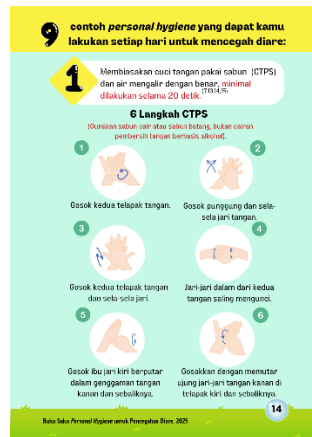 9 contoh personal hygiene yang dapat kamu
lakukan setiap hari untuk mencegah diare:
1
Membiasakan cuci tangan pakai sabun (CTPS)
dan air mengalir dengan benar, minimal
dilakukan selama 20 detik.
6 Langkah CTPS
(Gunakan sabun cair atau sabun batang, bukan cairan
pembersih tangan berbasis alkohol).
1
Gosok kedua telapak tangan.
2
Gosok punggung dan sela-
sela jari tangan.
3
Gosok kedua telapak tangan
dan sela-sela jari.
4
Jari-jari dalam dari kedua
tangan saling mengunci.
5
Gosok ibu jari kiri berputar
dalam genggaman tangan
kanan dan sebaliknya.
6
Gosokkan dengan memutar
ujung jari-jari tangan kanan di
telapak kiri dan sebaliknya.
14
Buku Saku Personal Hygiene untuk Pencegahan Diare, 2025